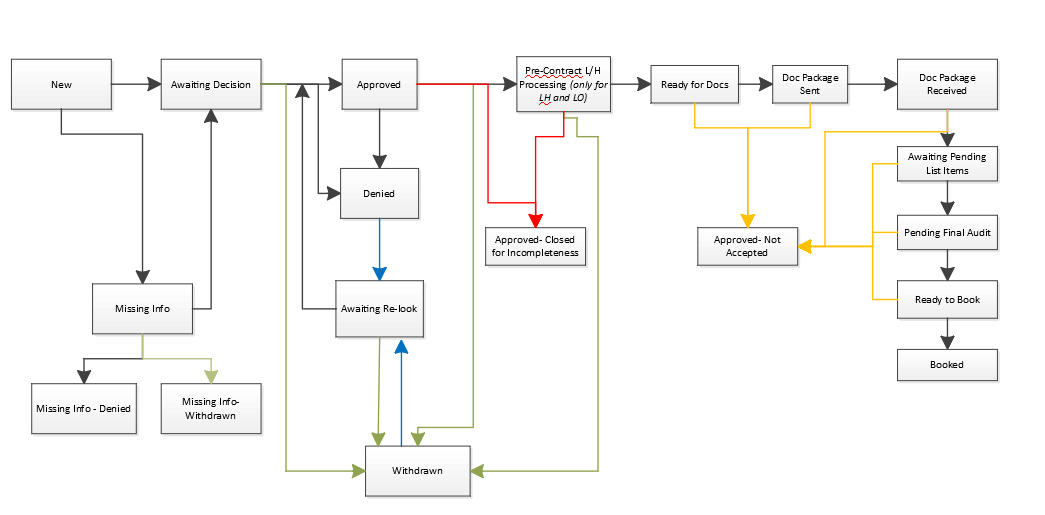 New
Awaiting Decision
Approved
Pre-Contract L/H
Processing (only for
LH and LO)
Ready for Docs
Doc Package
Sent
Doc Package
Received
Awaiting Pending
List Items
Denied
Pending Final Audit
Approved- Closed
for Incompleteness
Approved- Not
Accepted
Missing Info
Awaiting Re-look
Ready to Book
Booked
Missing Info - Denied
Missing Info-
Withdrawn
Withdrawn